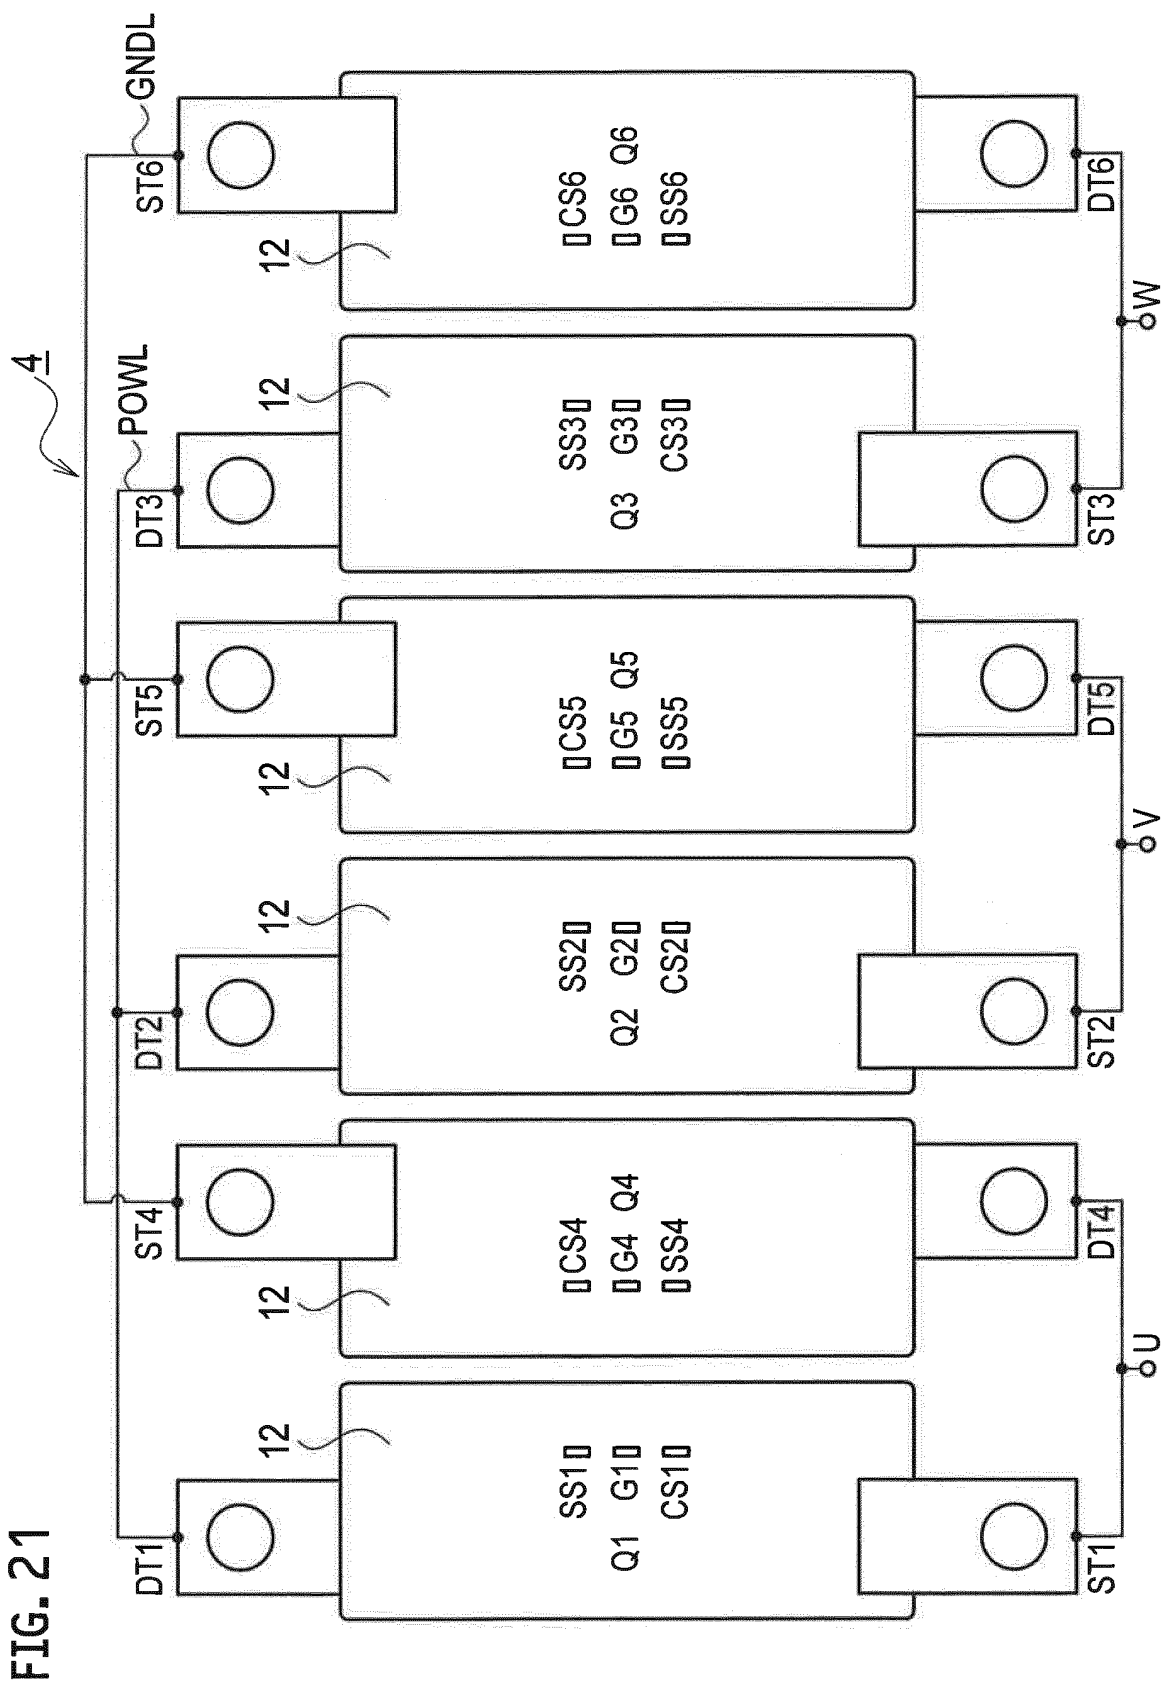 FIG. 21
4
GNDL
POWL
DT1
ST4
DT2
ST5
DT3
ST6
12
12
12
12
12
12
SS1
Q1 G1
CS1
CS4
G4 Q4
SS4
SS2
Q2 G2
CS2
CS5
G5 Q5
SS5
SS3
Q3 G3
CS3
CS6
G6 Q6
SS6
ST1
DT4
ST2
DT5
ST3
DT6
U
V
W